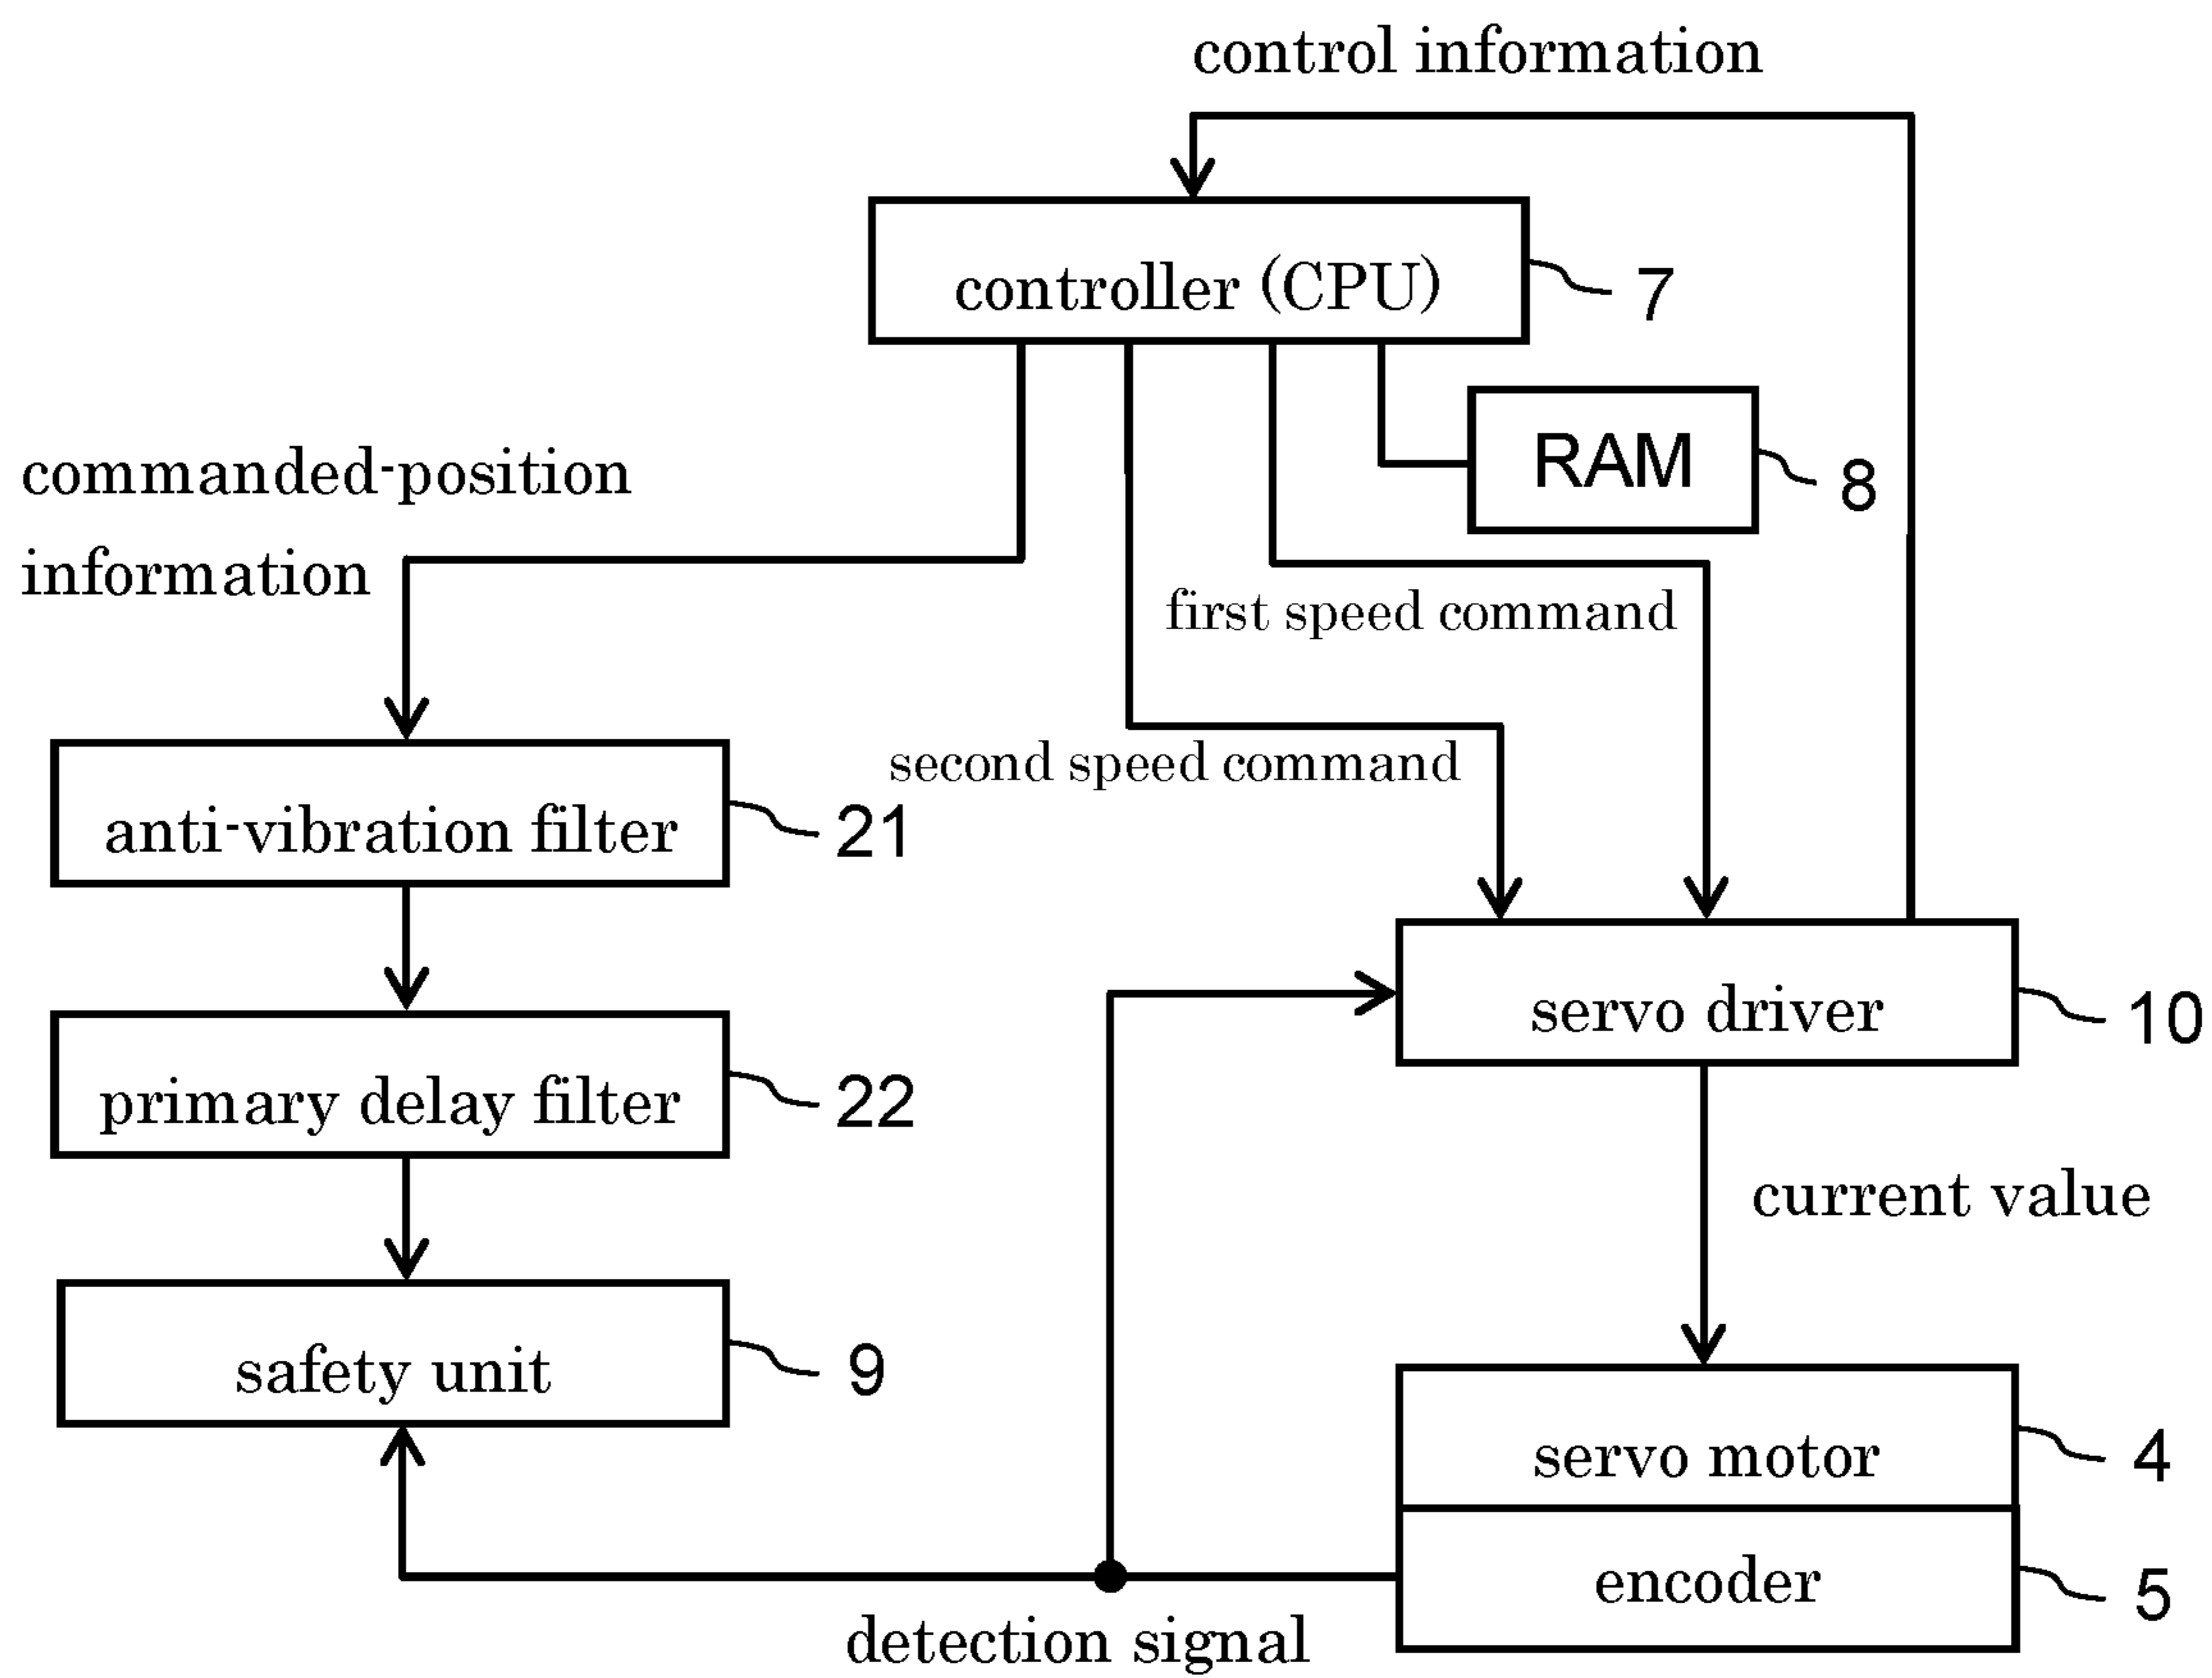 control information
controller (CPU)
7
RAM
8
commanded-position
information
first speed command
second speed command
anti-vibration filter
21
servo driver
10
primary delay filter
22
current value
safety unit
9
servo motor
4
encoder
5
detection signal